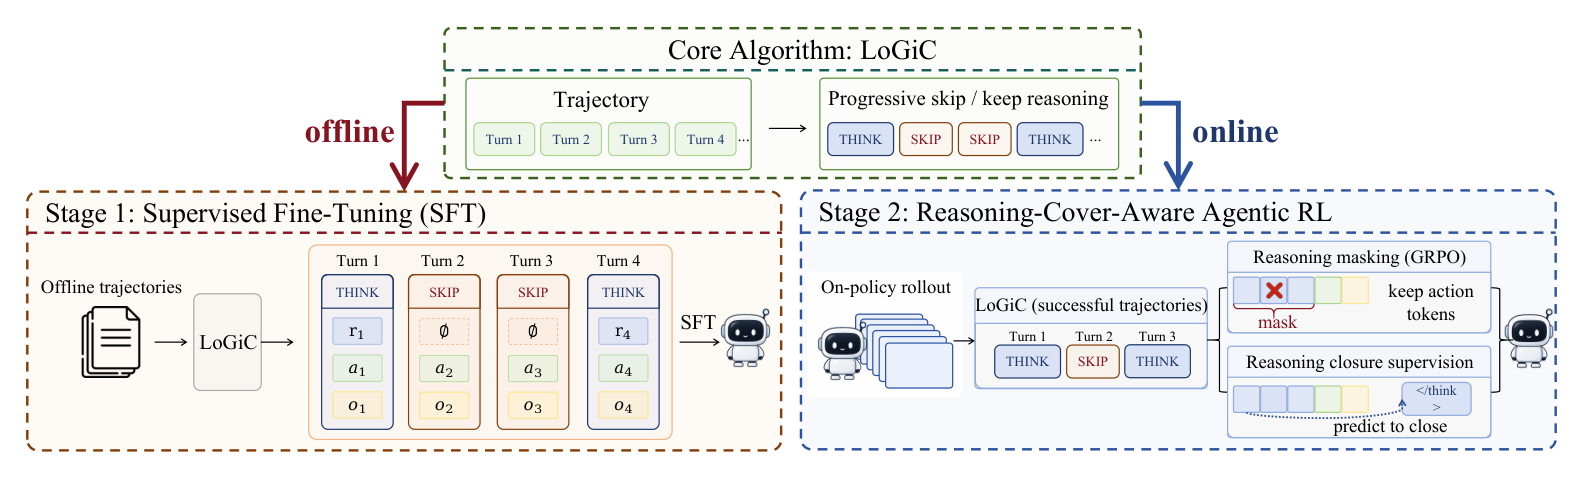 Core Algorithm: LoGiC
Trajectory
Turn 1 Turn 2 Turn 3 Turn 4 ...
Progressive skip / keep reasoning
THINK SKIP SKIP THINK ...
offline
online
Stage 1: Supervised Fine-Tuning (SFT)
Offline trajectories
LoGiC
Turn 1 Turn 2 Turn 3 Turn 4
THINK SKIP SKIP THINK
r₁ ∅ ∅ r₄
a₁ a₂ a₃ a₄
o₁ o₂ o₃ o₄
SFT
Stage 2: Reasoning-Cover-Aware Agentic RL
On-policy rollout
LoGiC (successful trajectories)
Turn 1 Turn 2 Turn 3
THINK SKIP THINK
Reasoning masking (GRPO)
mask
keep action
tokens
Reasoning closure supervision
</think
>
predict to close